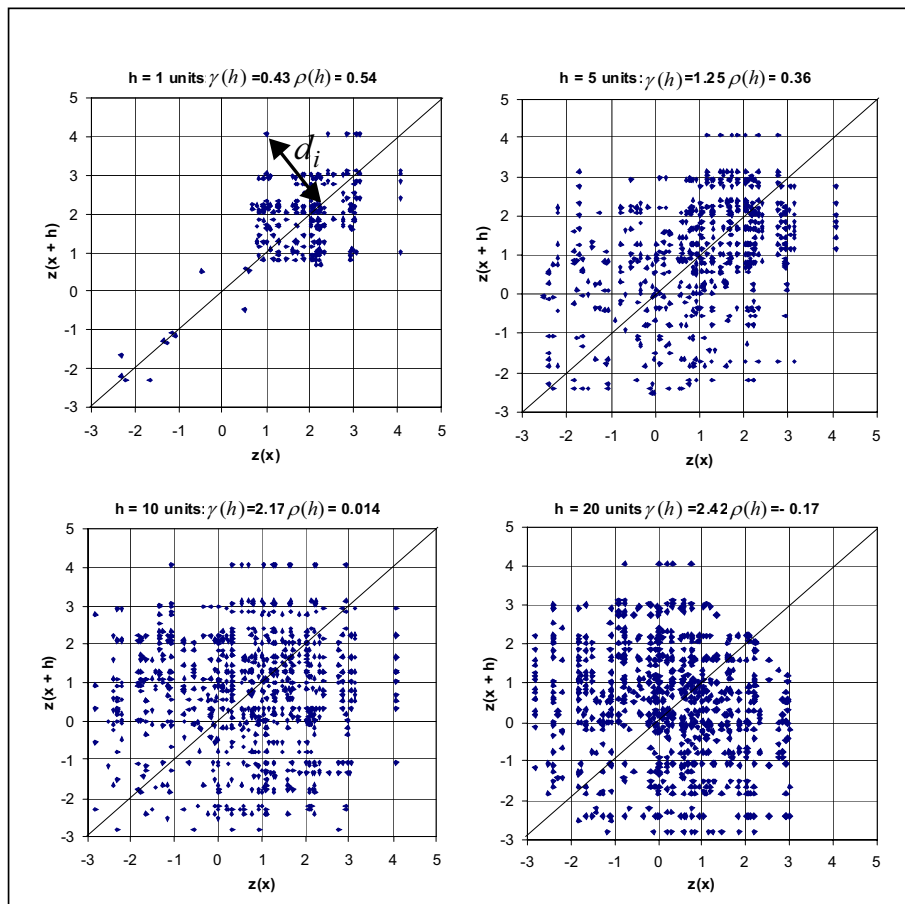 h = 1 units: γ(h) =0.43 ρ(h) = 0.54
5
4
3
2
1
0
-1
-2
-3
z(x + h)
d_i
-3 -2 -1 0 1 2 3 4 5
z(x)
h = 5 units: γ(h) =1.25 ρ(h) = 0.36
5
4
3
2
1
0
-1
-2
-3
z(x + h)
-3 -2 -1 0 1 2 3 4 5
z(x)
h = 10 units: γ(h) =2.17 ρ(h) = 0.014
5
4
3
2
1
0
-1
-2
-3
z(x + h)
-3 -2 -1 0 1 2 3 4 5
z(x)
h = 20 units γ(h) =2.42 ρ(h) =- 0.17
5
4
3
2
1
0
-1
-2
-3
z(x + h)
-3 -2 -1 0 1 2 3 4 5
z(x)